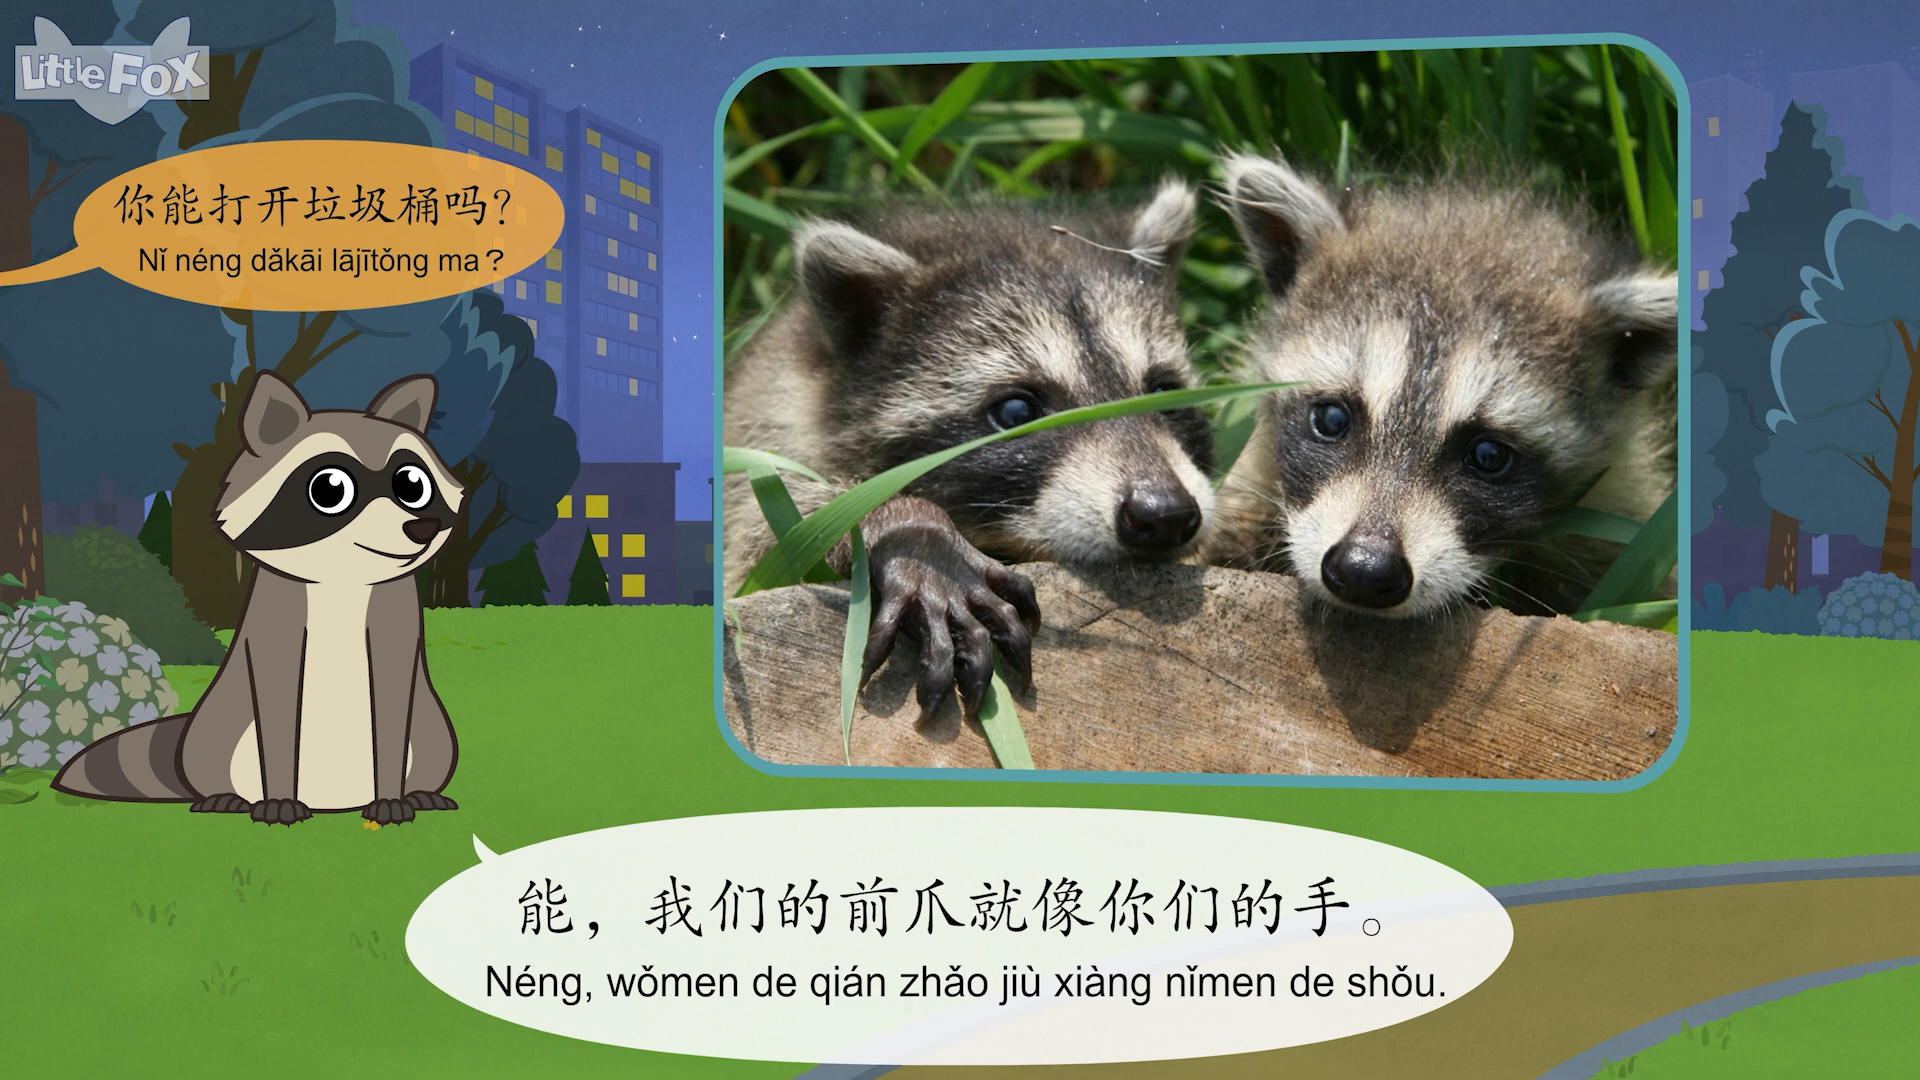 Little Fox
你能打开垃圾桶吗?
Nǐ néng dǎkāi lājītǒng ma?
能，我们的前爪就像你们的手。
Néng, wǒmen de qián zhǎo jiù xiàng nǐmen de shǒu.